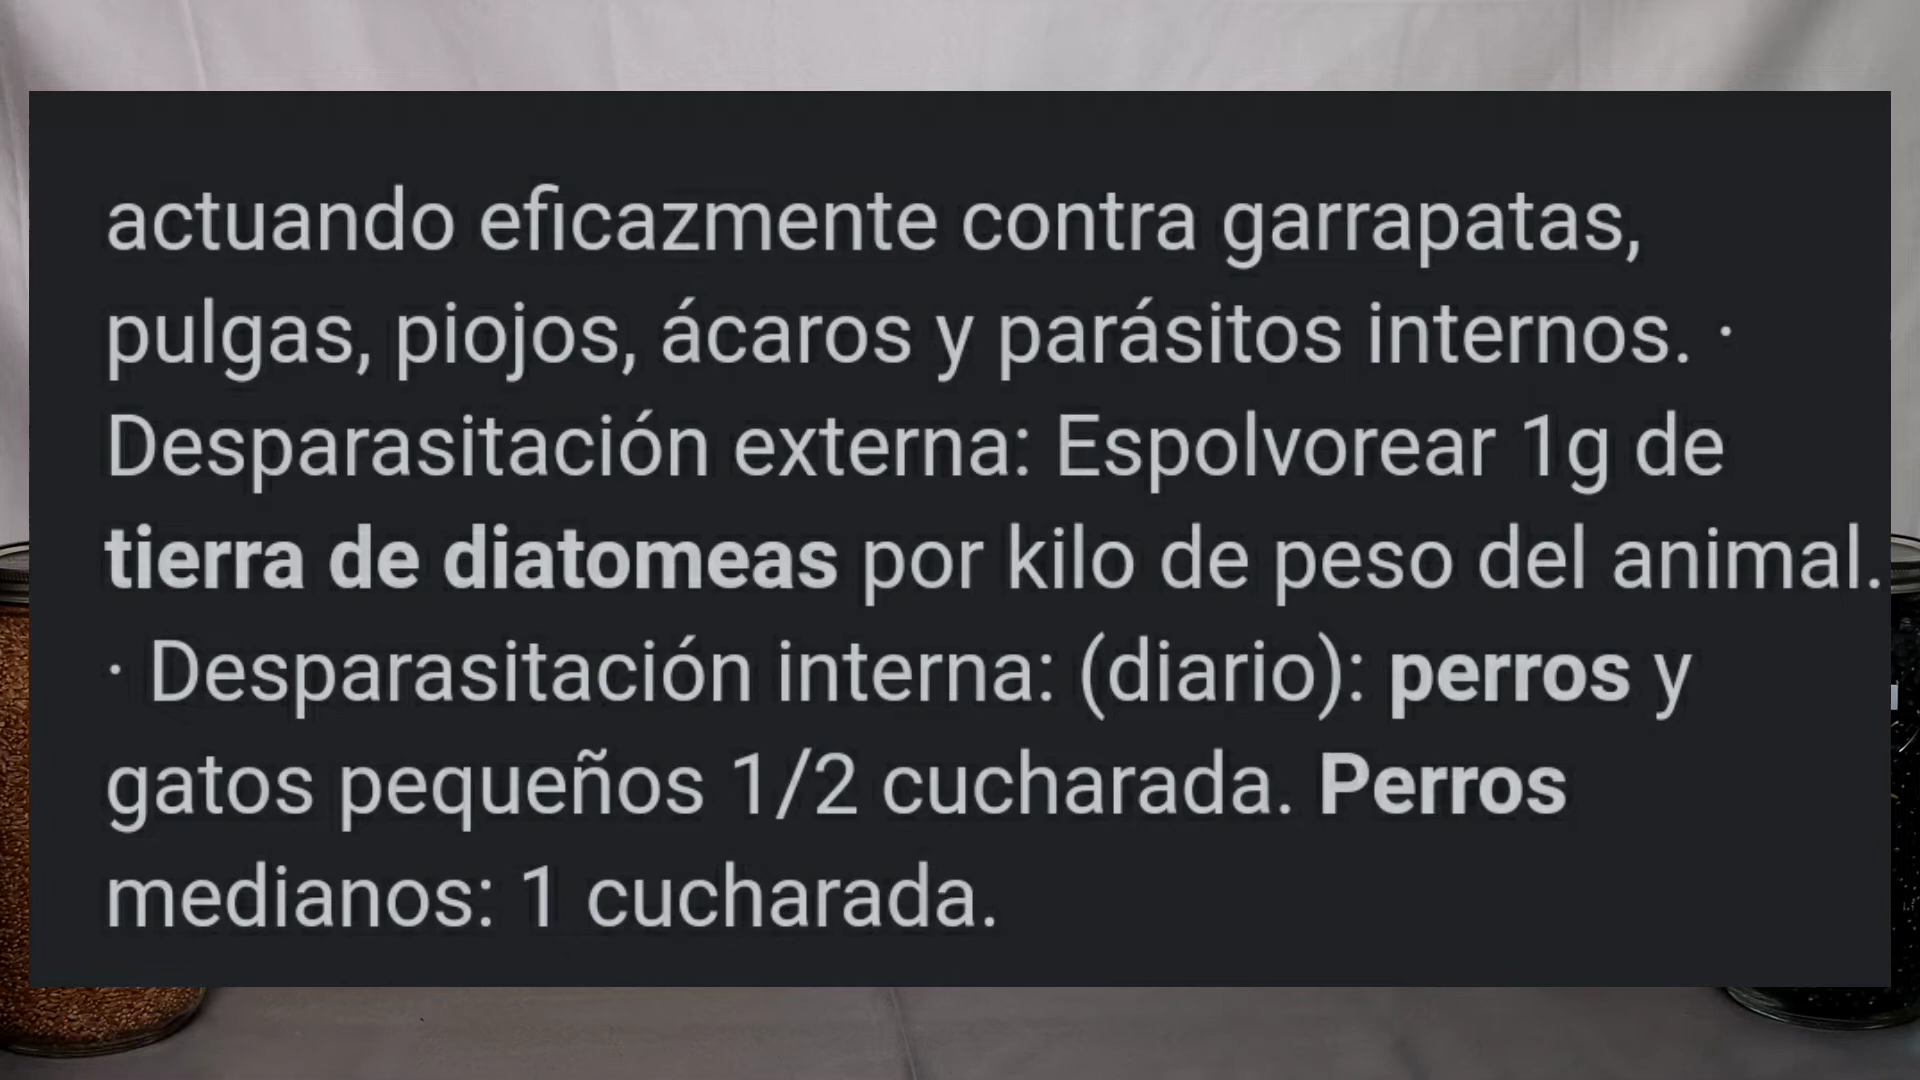 actuando eficazmente contra garrapatas,
pulgas, piojos, ácaros y parásitos internos. ·
Desparasitación externa: Espolvorear 1g de
tierra de diatomeas por kilo de peso del animal.
· Desparasitación interna: (diario): perros y
gatos pequeños 1/2 cucharada. Perros
medianos: 1 cucharada.